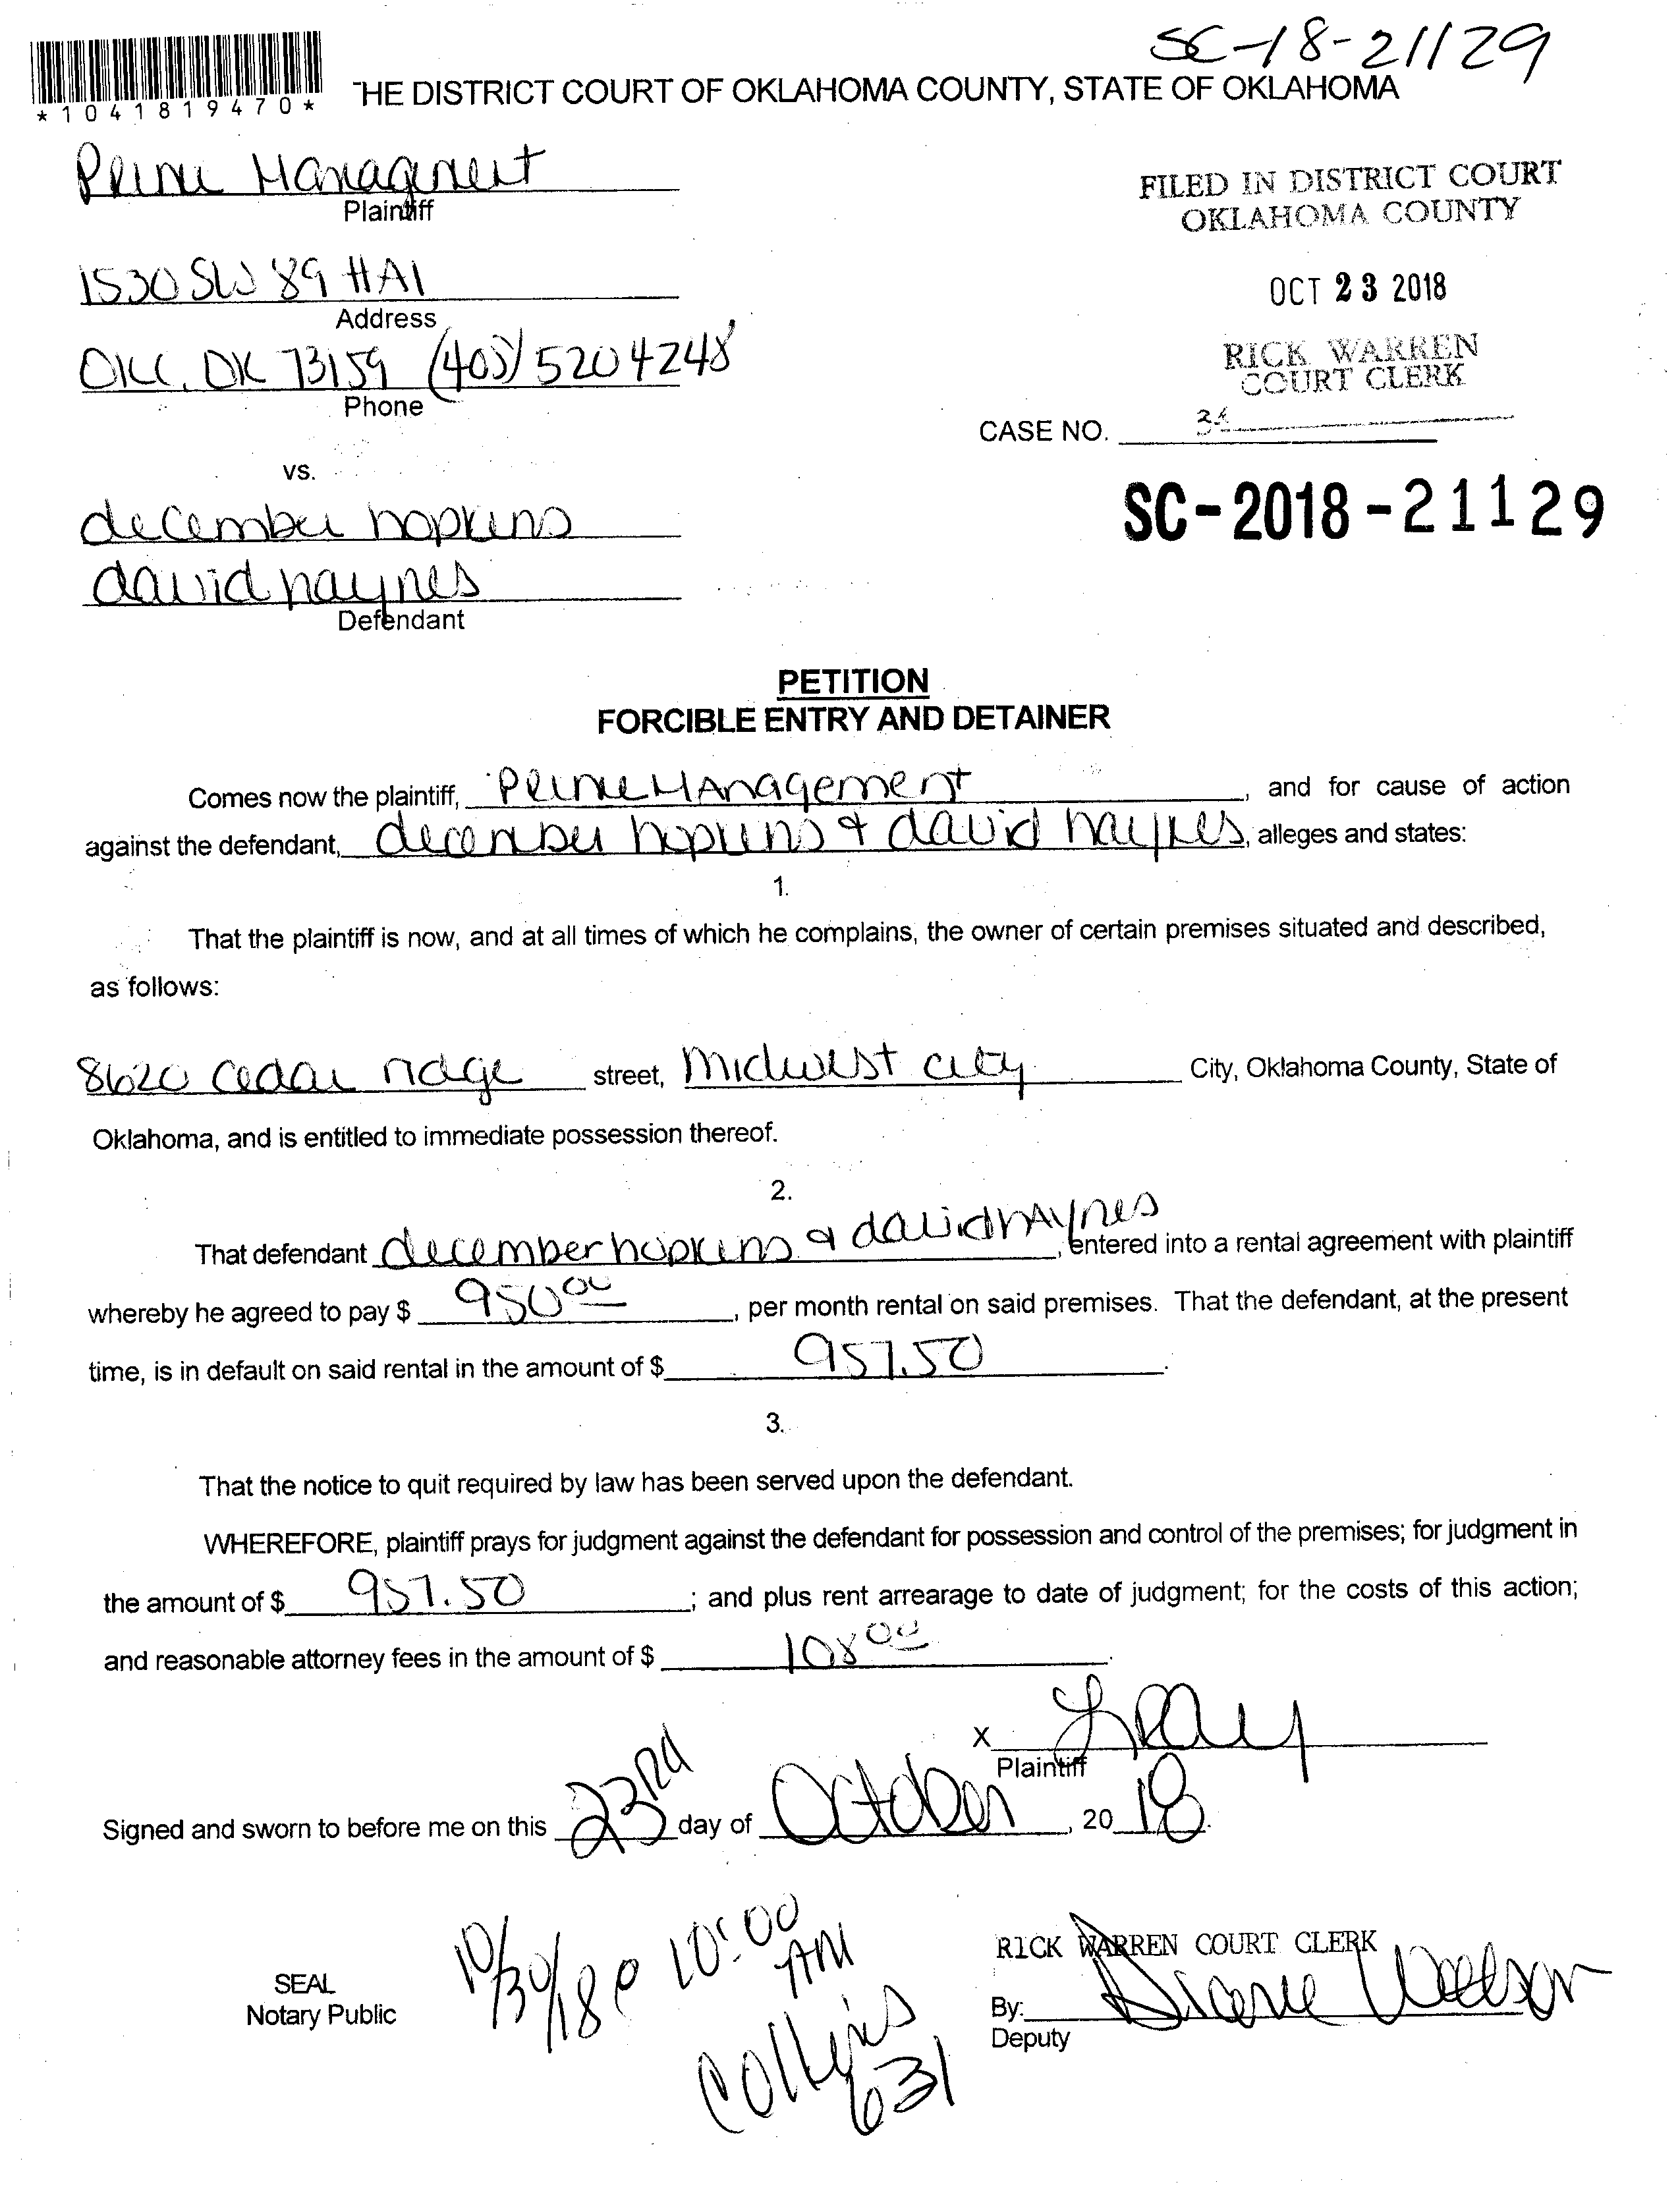 SC-18-21129
*1041819470*
THE DISTRICT COURT OF OKLAHOMA COUNTY, STATE OF OKLAHOMA
Prime Managment
Plaintiff
FILED IN DISTRICT COURT
OKLAHOMA COUNTY
1530 SW 89 #A1
Address
OCT 23 2018
OKC, OK 73159 (405) 5204248
Phone
RICK WARREN
COURT CLERK
CASE NO.
vs.
SC-2018-21129
december hopkins
david haynes
Defendant
PETITION
FORCIBLE ENTRY AND DETAINER
Comes now the plaintiff, Prime Management, and for cause of action
against the defendant, december hopkins & david haynes, alleges and states:
1.
That the plaintiff is now, and at all times of which he complains, the owner of certain premises situated and described,
as follows:
8620 cedar ridge street, midwest city City, Oklahoma County, State of
Oklahoma, and is entitled to immediate possession thereof.
2.
That defendant december hopkins & david haynes, entered into a rental agreement with plaintiff
whereby he agreed to pay $ 950 00, per month rental on said premises. That the defendant, at the present
time, is in default on said rental in the amount of $ 957.50.
3.
That the notice to quit required by law has been served upon the defendant.
WHEREFORE, plaintiff prays for judgment against the defendant for possession and control of the premises; for judgment in
the amount of $ 957.50; and plus rent arrearage to date of judgment; for the costs of this action;
and reasonable attorney fees in the amount of $ 108 00.
X
Plaintiff
Signed and sworn to before me on this 23rd day of October, 2018.
10/30/18 @ 10:00
AM
RICK WARREN COURT CLERK
SEAL
Notary Public
By:
Deputy
Collins
631